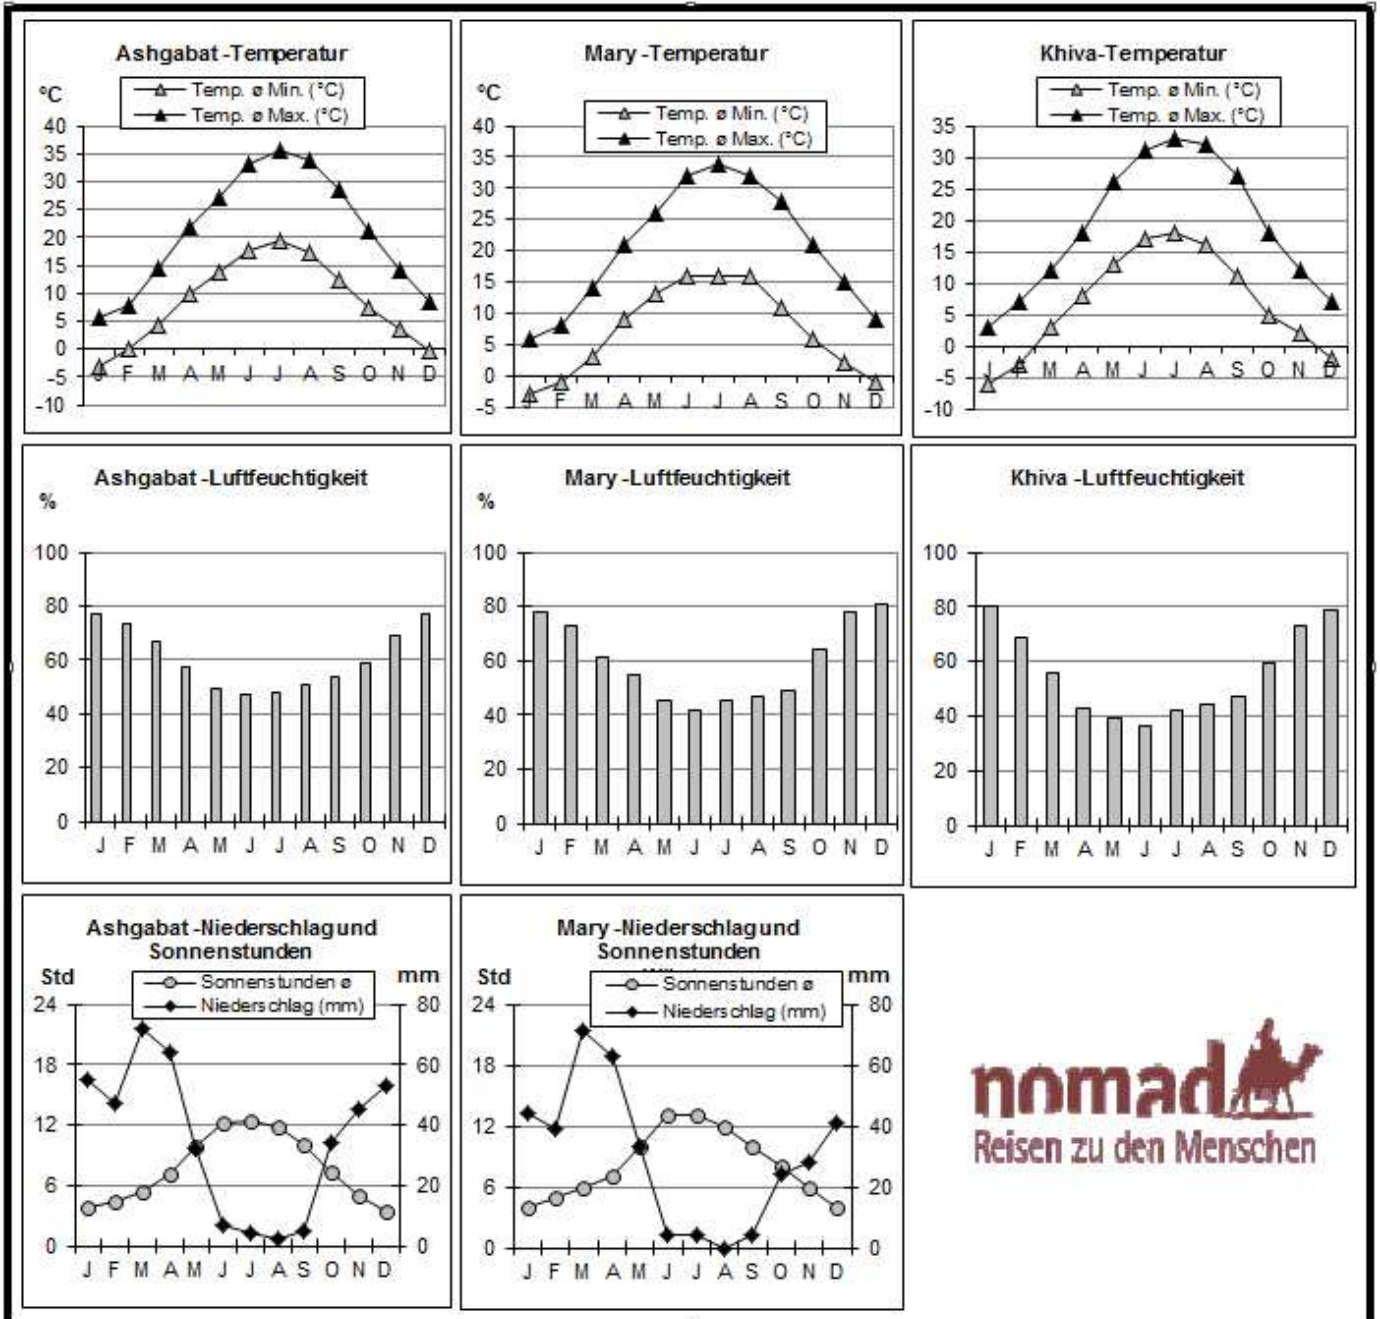 Ashgabat -Temperatur
°C
Temp. ø Min. (°C)
Temp. ø Max. (°C)
40
35
30
25
20
15
10
5
0
-5
-10
J F M A M J J A S O N D
Mary -Temperatur
°C
Temp. ø Min. (°C)
Temp. ø Max. (°C)
40
35
30
25
20
15
10
5
0
-5
J F M A M J J A S O N D
Khiva-Temperatur
Temp. ø Min. (°C)
Temp. ø Max. (°C)
35
30
25
20
15
10
5
0
-5
-10
J F M A M J J A S O N D
Ashgabat -Luftfeuchtigkeit
%
100
80
60
40
20
0
J F M A M J J A S O N D
Mary -Luftfeuchtigkeit
%
100
80
60
40
20
0
J F M A M J J A S O N D
Khiva -Luftfeuchtigkeit
100
80
60
40
20
0
J F M A M J J A S O N D
Ashgabat -Niederschlag und
Sonnenstunden
Std
mm
Sonnenstunden ø
Niederschlag (mm)
24
18
12
6
0
80
60
40
20
0
J F M A M J J A S O N D
Mary -Niederschlag und
Sonnenstunden
Std
mm
Sonnenstunden ø
Niederschlag (mm)
24
18
12
6
0
80
60
40
20
0
J F M A M J J A S O N D
nomad
Reisen zu den Menschen